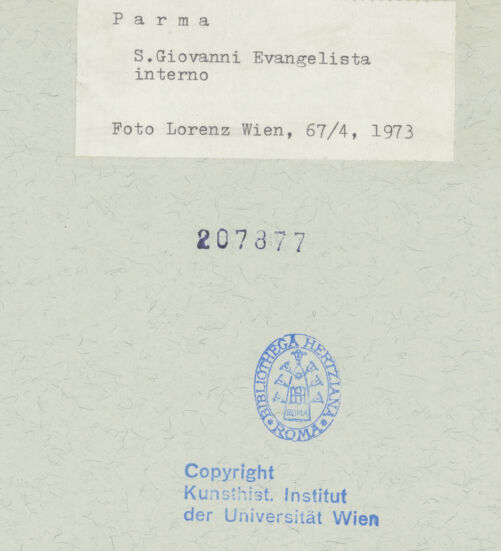 Parma
S.Giovanni Evangelista
interno
Foto Lorenz Wien, 67/4, 1973
207877
BIBLIOTHECA HERTZIANA
ROMA
ROMA
Copyright
Kunsthist. Institut
der Universität Wien